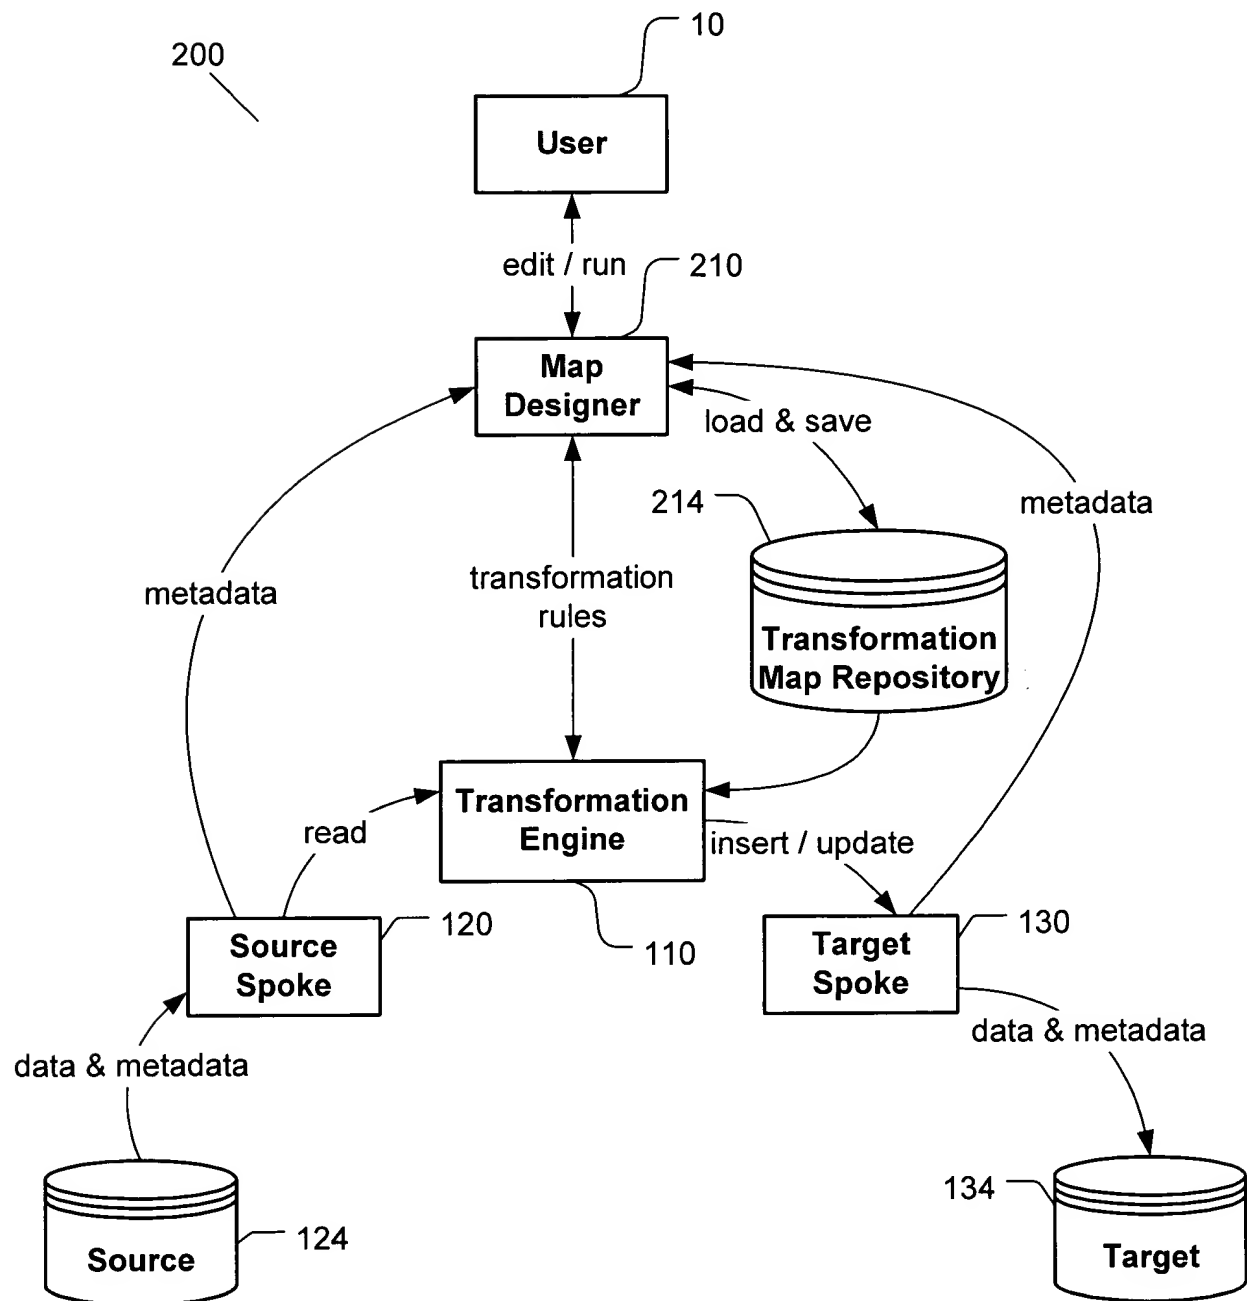 10
200
User
edit / run
210
Map
Designer
load & save
214
metadata
metadata
transformation
rules
Transformation
Map Repository
Transformation
Engine
read
insert / update
120
110
130
Source
Spoke
Target
Spoke
data & metadata
data & metadata
134
124
Source
Target